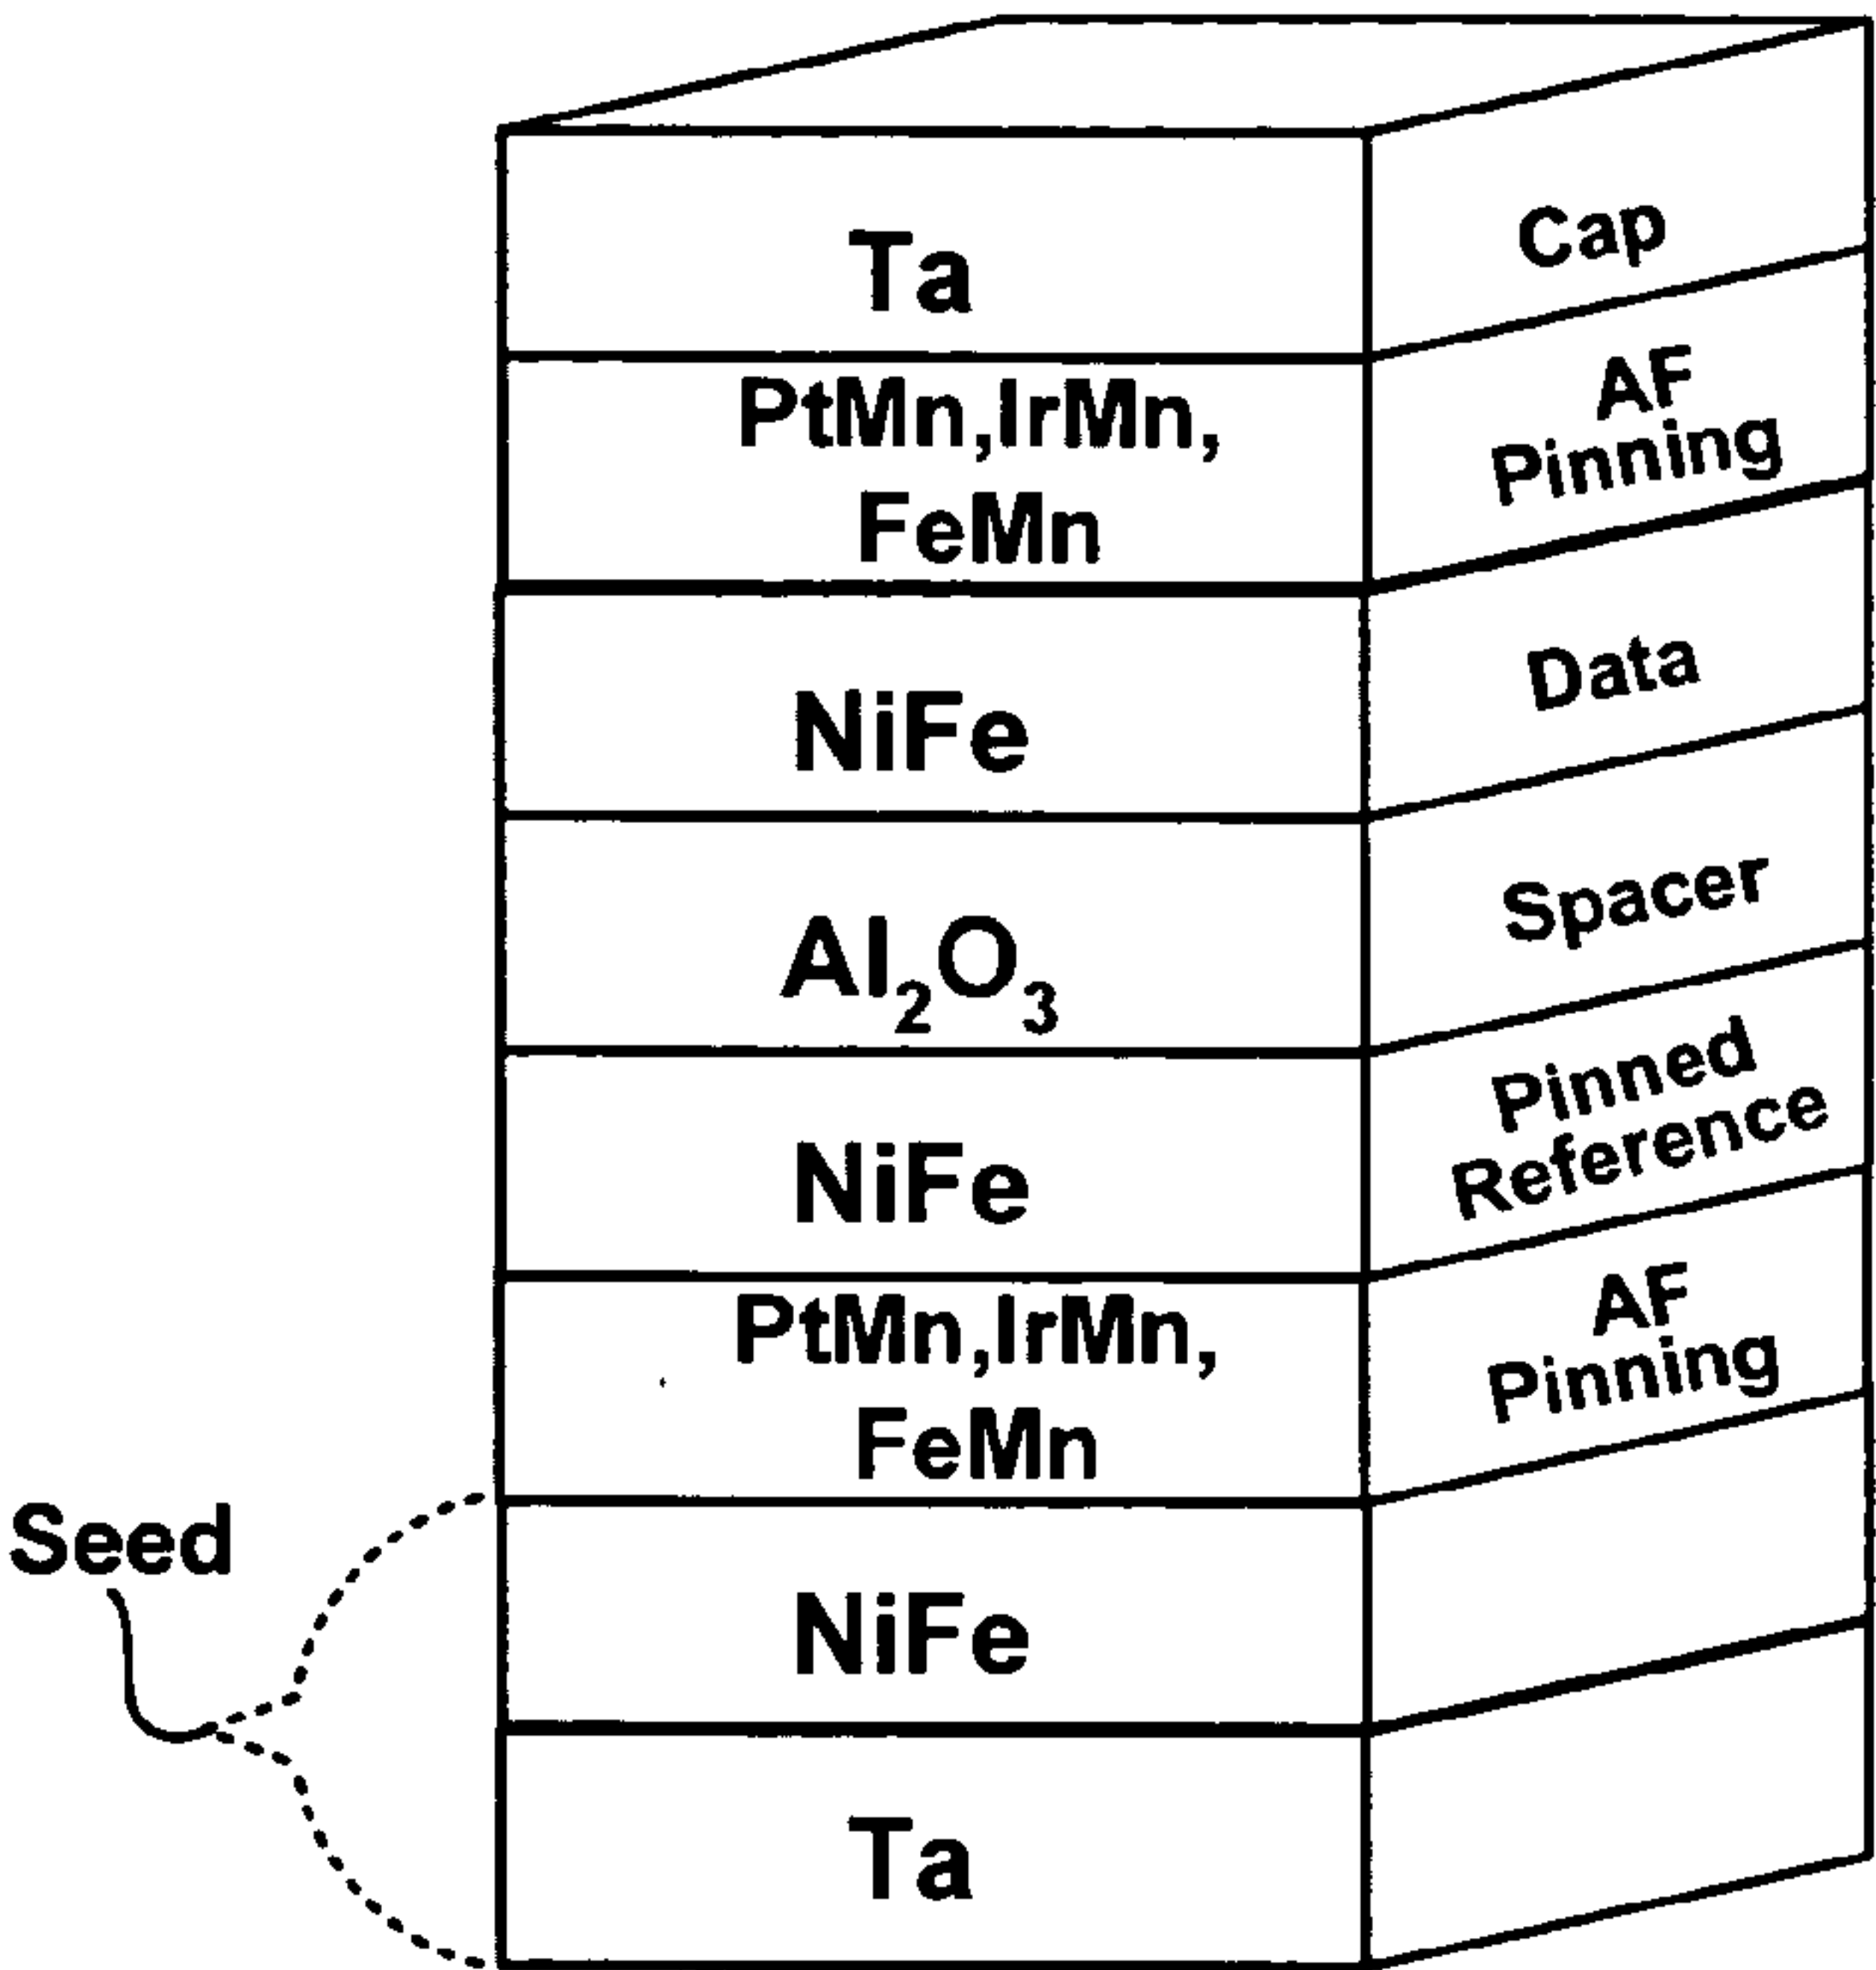 Ta
Cap
PtMn,IrMn,
FeMn
AF
Pinning
NiFe
Data
Al₂O₃
Spacer
NiFe
Pinned
Reference
PtMn,IrMn,
FeMn
AF
Pinning
Seed
NiFe
Ta